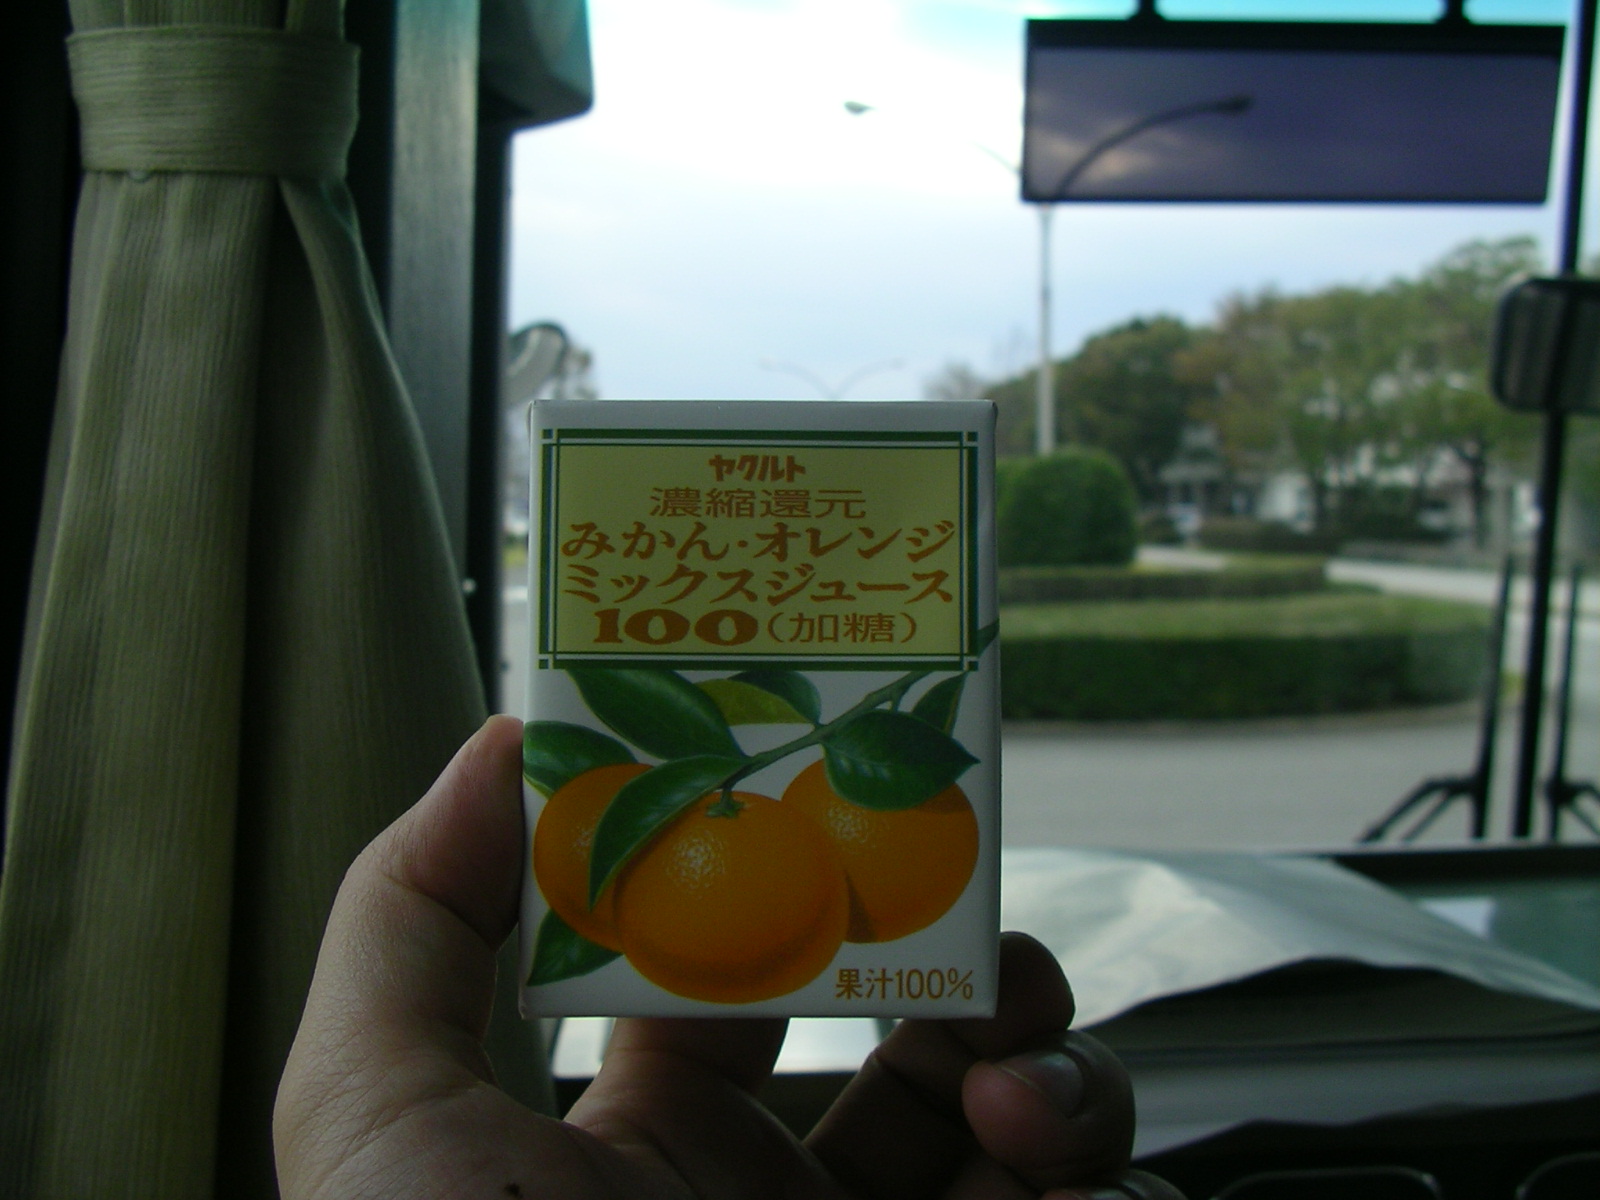 ヤクルト
濃縮還元
みかん・オレンジ
ミックスジュース
100(加糖)
果汁100%